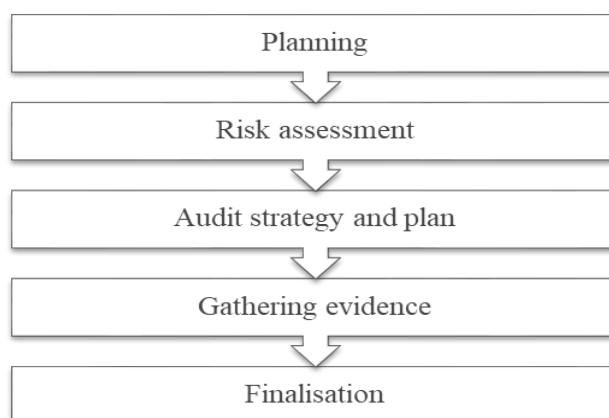 Planning
Risk assessment
Audit strategy and plan
Gathering evidence
Finalisation